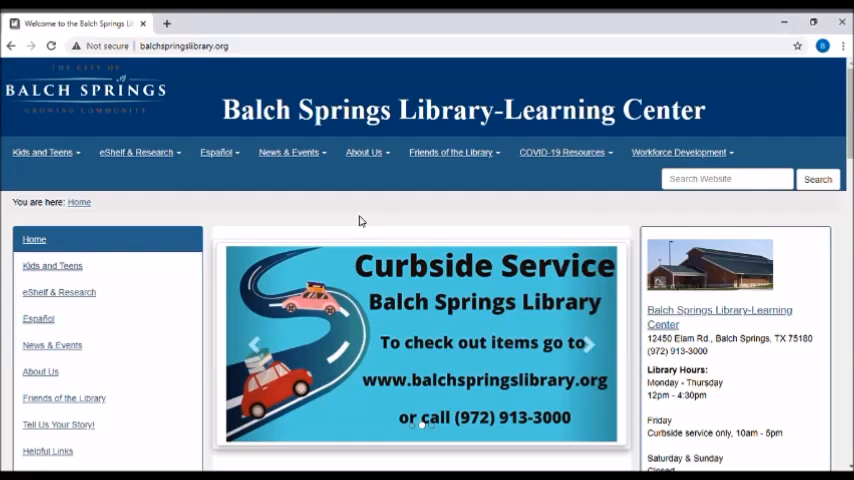 Welcome to the Balch Springs Li
Not secure | balchspringslibrary.org
B
THE CITY OF
BALCH SPRINGS
GROWING COMMUNITY
Balch Springs Library-Learning Center
Kids and Teens eShelf & Research Español News & Events About Us Friends of the Library COVID-19 Resources Workforce Development
Search Website Search
You are here: Home
Home
Kids and Teens
eShelf & Research
Español
News & Events
About Us
Friends of the Library
Tell Us Your Story!
Helpful Links
Curbside Service
Balch Springs Library
To check out items go to
www.balchspringslibrary.org
or call (972) 913-3000
Balch Springs Library-Learning
Center
12450 Elam Rd., Balch Springs, TX 75180
(972) 913-3000
Library Hours:
Monday - Thursday
12pm - 4:30pm
Friday
Curbside service only, 10am - 5pm
Saturday & Sunday
Closed